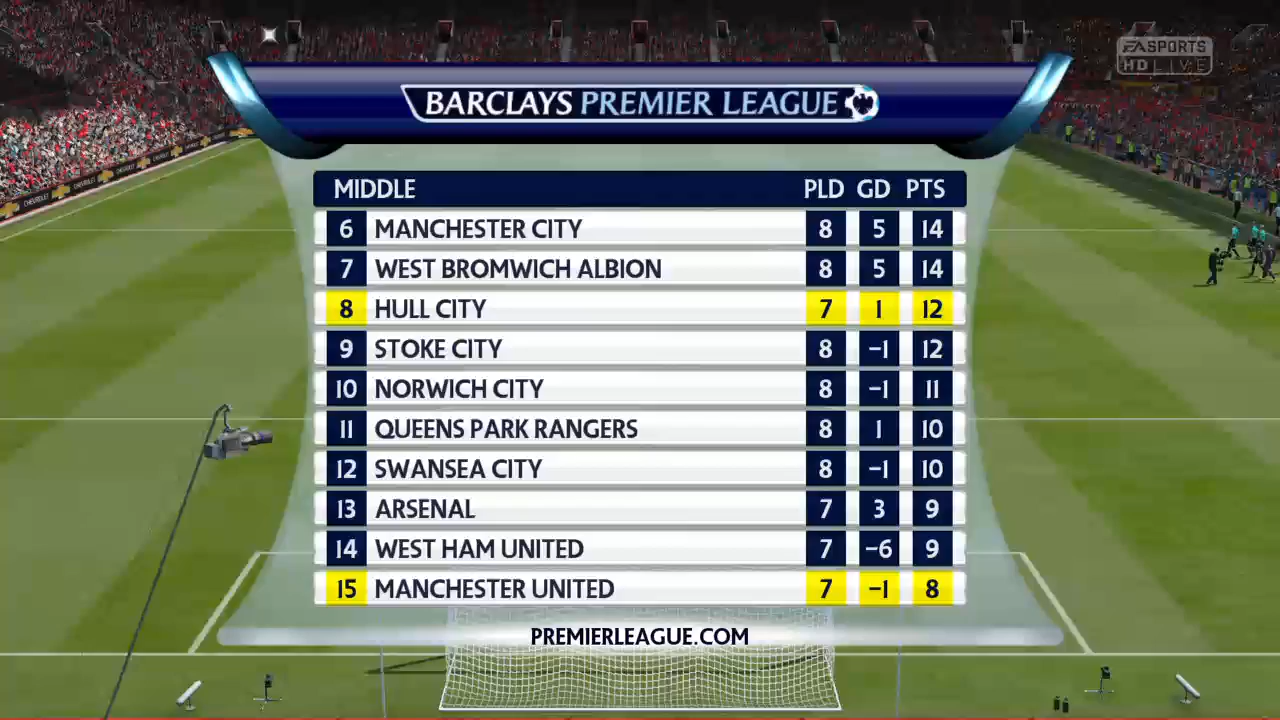 EA SPORTS
HD LIVE
BARCLAYS PREMIER LEAGUE
MIDDLE PLD GD PTS
6 MANCHESTER CITY 8 5 14
7 WEST BROMWICH ALBION 8 5 14
8 HULL CITY 7 1 12
9 STOKE CITY 8 -1 12
10 NORWICH CITY 8 -1 11
11 QUEENS PARK RANGERS 8 1 10
12 SWANSEA CITY 8 -1 10
13 ARSENAL 7 3 9
14 WEST HAM UNITED 7 -6 9
15 MANCHESTER UNITED 7 -1 8
PREMIERLEAGUE.COM